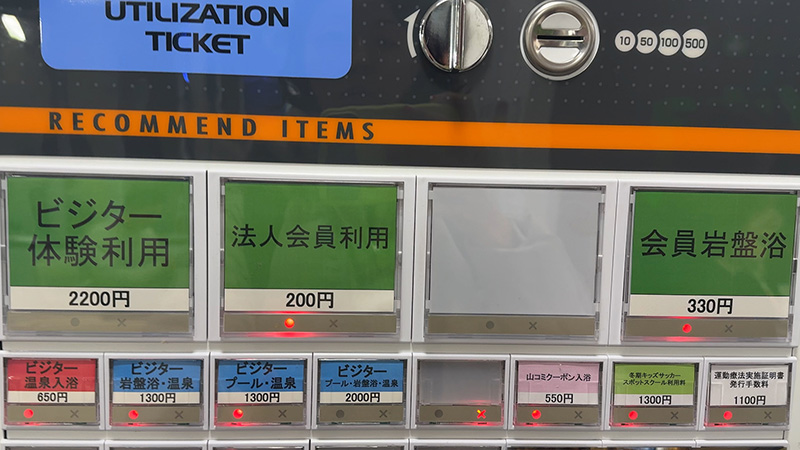 UTILIZATION
TICKET
10 50 100 500
RECOMMEND ITEMS
ビジター
体験利用
2200円
法人会員利用
200円
会員岩盤浴
330円
ビジター
温泉入浴
650円
ビジター
岩盤浴・温泉
1300円
ビジター
プール・温泉
1300円
ビジター
プール・岩盤浴・温泉
2000円
山コミクーポン入浴
550円
冬期キッズサッカー
スポットスクール利用料
1300円
運動療法実施証明書
発行手数料
1100円